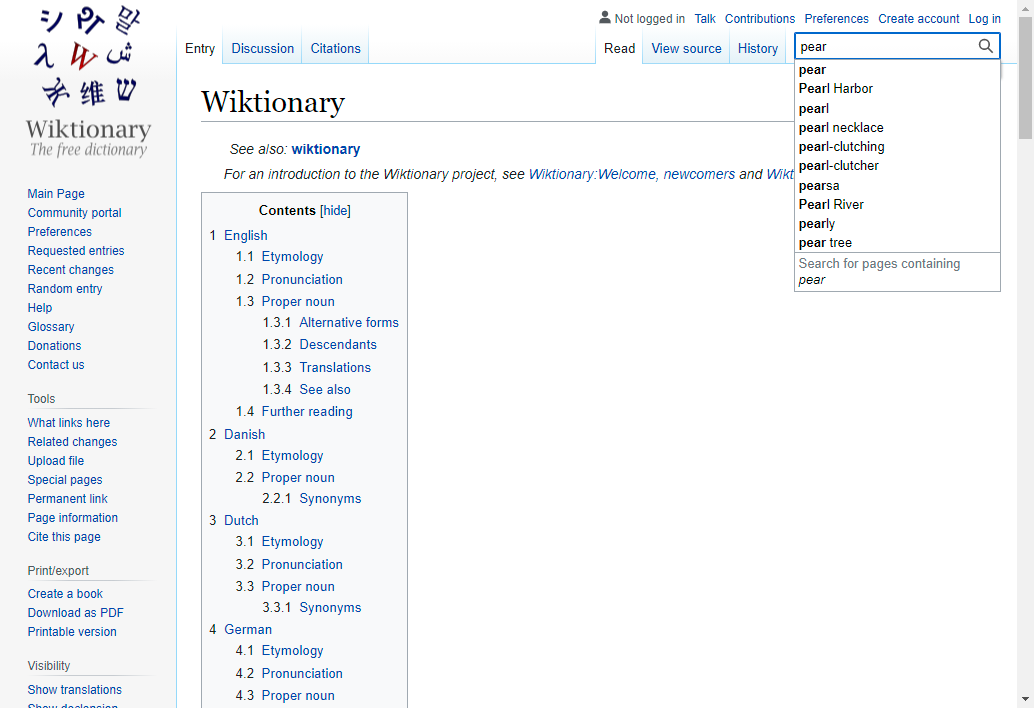 Not logged in Talk Contributions Preferences Create account Log in
Entry Discussion Citations Read View source History pear
Wiktionary
The free dictionary
Main Page
Community portal
Preferences
Requested entries
Recent changes
Random entry
Help
Glossary
Donations
Contact us
Tools
What links here
Related changes
Upload file
Special pages
Permanent link
Page information
Cite this page
Print/export
Create a book
Download as PDF
Printable version
Visibility
Show translations
Show declension
Wiktionary
See also: wiktionary
For an introduction to the Wiktionary project, see Wiktionary:Welcome, newcomers and Wikt
Contents [hide]
1 English
1.1 Etymology
1.2 Pronunciation
1.3 Proper noun
1.3.1 Alternative forms
1.3.2 Descendants
1.3.3 Translations
1.3.4 See also
1.4 Further reading
2 Danish
2.1 Etymology
2.2 Proper noun
2.2.1 Synonyms
3 Dutch
3.1 Etymology
3.2 Pronunciation
3.3 Proper noun
3.3.1 Synonyms
4 German
4.1 Etymology
4.2 Pronunciation
4.3 Proper noun
pear
Pearl Harbor
pearl
pearl necklace
pearl-clutching
pearl-clutcher
pearsa
Pearl River
pearly
pear tree
Search for pages containing
pear